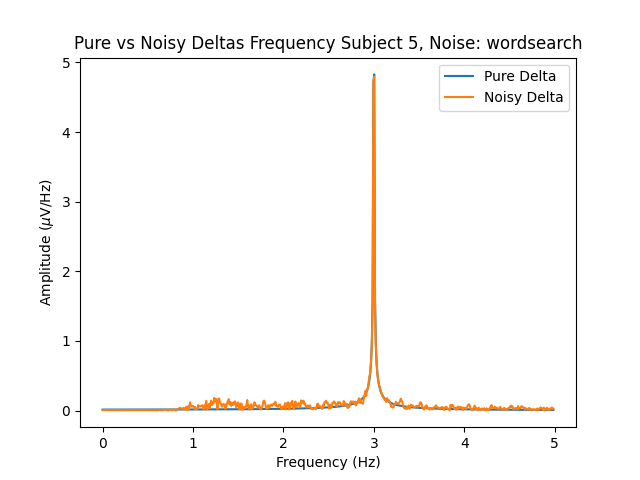 Pure vs Noisy Deltas Frequency Subject 5, Noise: wordsearch
Pure Delta
Noisy Delta
Amplitude (μV/Hz)
5
4
3
2
1
0
0 1 2 3 4 5
Frequency (Hz)